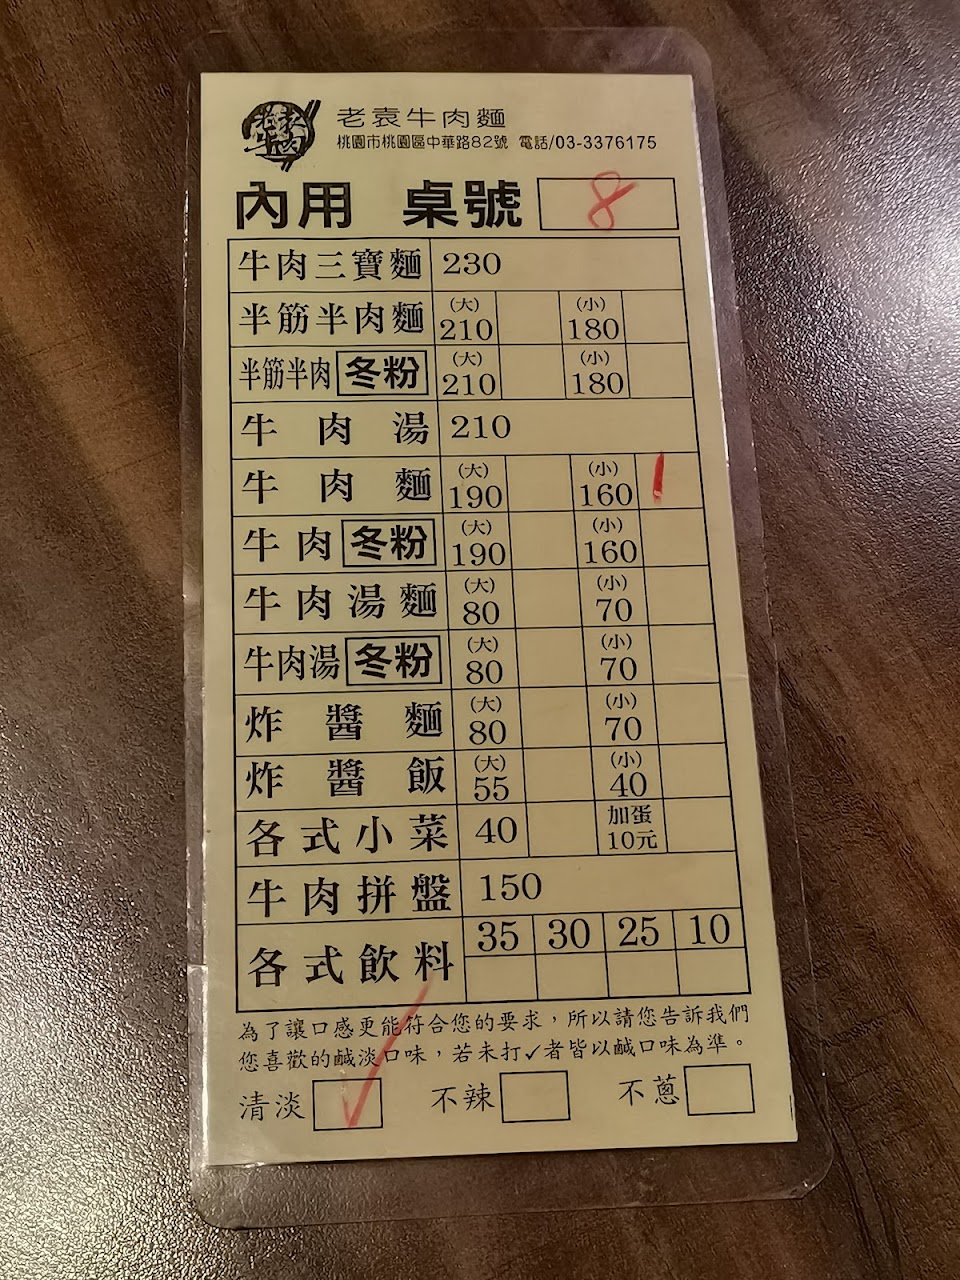 老袁牛肉麵
桃園市桃園區中華路82號 電話/03-3376175
內用 桌號 8
牛肉三寶麵 230
半筋半肉麵 (大) 210 (小) 180
半筋半肉 冬粉 (大) 210 (小) 180
牛肉湯 210
牛肉麵 (大) 190 (小) 160 1
牛肉 冬粉 (大) 190 (小) 160
牛肉湯麵 (大) 80 (小) 70
牛肉湯 冬粉 (大) 80 (小) 70
炸醬麵 (大) 80 (小) 70
炸醬飯 (大) 55 (小) 40
各式小菜 40 加蛋 10元
牛肉拼盤 150
各式飲料 35 30 25 10
為了讓口感更能符合您的要求，所以請您告訴我們
您喜歡的鹹淡口味，若未打✓者皆以鹹口味為準。
清淡 ✓ 不辣 不蔥